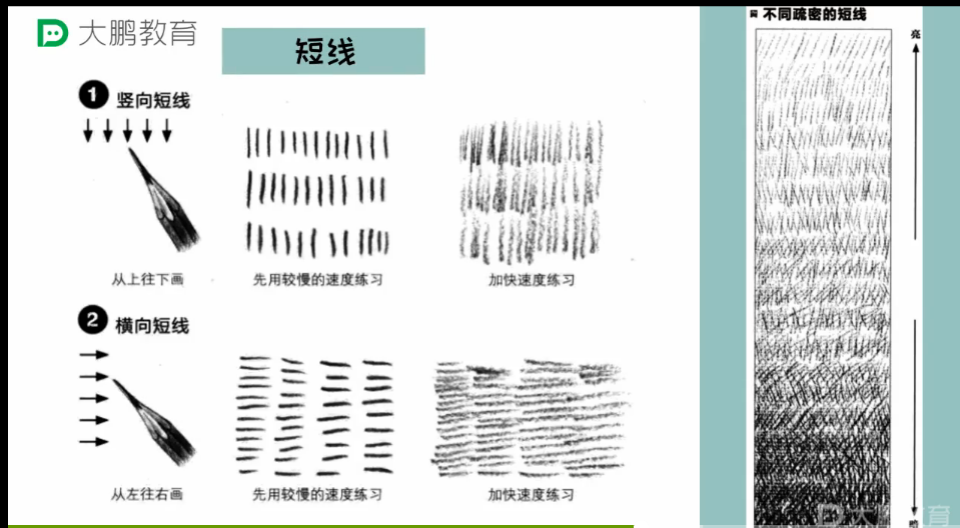 大鹏教育
短线
1 竖向短线
从上往下画
先用较慢的速度练习
加快速度练习
2 横向短线
从左往右画
先用较慢的速度练习
加快速度练习
不同疏密的短线
亮
暗
大鹏教育